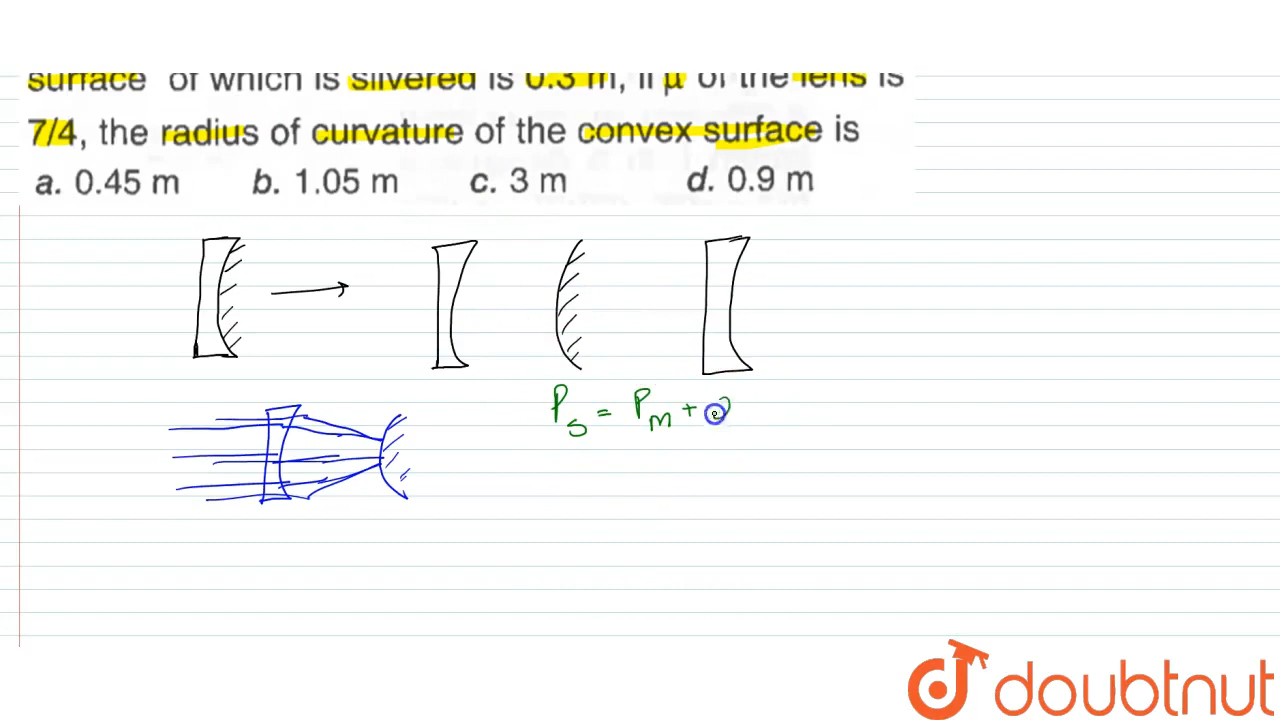 surface of which is silvered is 0.3 m, If μ of the lens is
7/4, the radius of curvature of the convex surface is
a. 0.45 m b. 1.05 m c. 3 m d. 0.9 m
P_S = P_M + 2
doubtnut